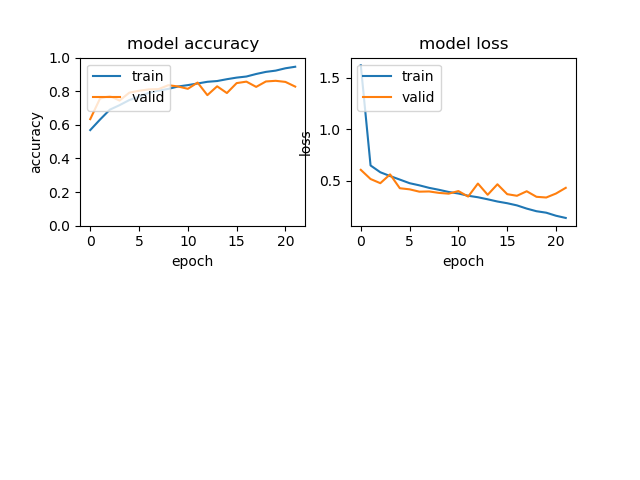 model accuracy
1.0
0.8
0.6
0.4
0.2
0.0
accuracy
train
valid
0 5 10 15 20
epoch
model loss
1.5
1.0
0.5
loss
train
valid
0 5 10 15 20
epoch